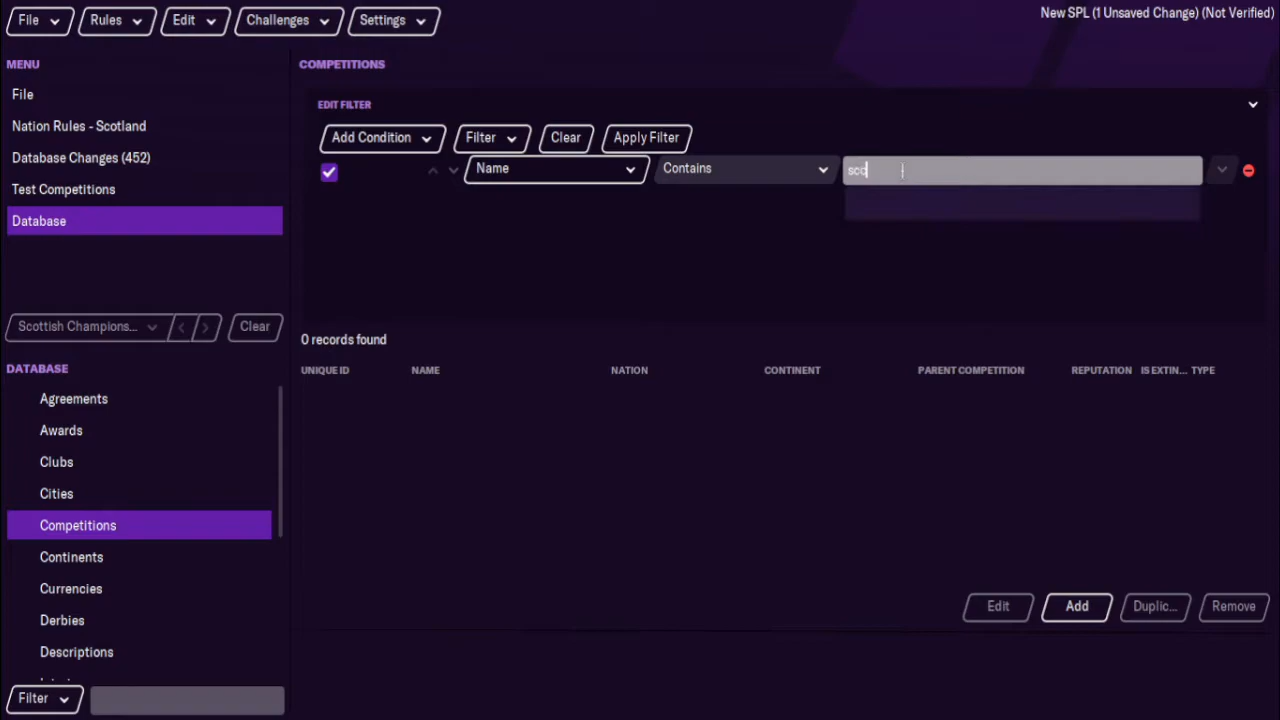 File Rules Edit Challenges Settings New SPL (1 Unsaved Change) (Not Verified)
MENU
File
Nation Rules - Scotland
Database Changes (452)
Test Competitions
Database
Scottish Champions... Clear
DATABASE
Agreements
Awards
Clubs
Cities
Competitions
Continents
Currencies
Derbies
Descriptions
Filter
COMPETITIONS
EDIT FILTER
Add Condition Filter Clear Apply Filter
Name Contains sco
0 records found
UNIQUE ID NAME NATION CONTINENT PARENT COMPETITION REPUTATION IS EXTIN... TYPE
Edit Add Duplic... Remove